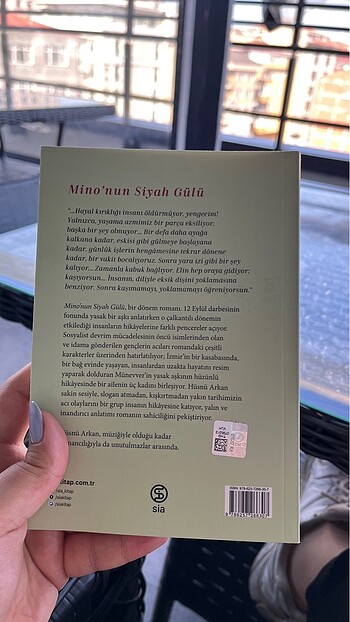 Mino'nun Siyah Gülü
"...Hayal kırıklığı insanı öldürmüyor, yengecim!
Yalnızca, yaşama azmimiz bir parça eksiliyor;
başka bir şey olmuyor... Bir defa daha ayağa
kalkana kadar, eskisi gibi gülmeye başlayana
kadar, günlük işlerin hengâmesine tekrar dönene
kadar, bir vakit bocalıyoruz. Sonra yara izi gibi bir şey
kalıyor... Zamanla kabuk bağlıyor. Elin hep oraya gidiyor;
kaşıyorsun... İnsanın, diliyle eksik dişini yoklamasına
benziyor. Sonra kaşımamayı, yoklamamayı öğreniyorsun."
Mino'nun Siyah Gülü, bir dönem romanı. 12 Eylül darbesinin
fonunda yasak bir aşkı anlatırken o çalkantılı dönemin
etkilediği insanların hikâyelerine farklı pencereler açıyor.
Sosyalist devrim mücadelesinin öncü isimlerinden olan
ve idama gönderilen gençlerin acıları romandaki çeşitli
karakterler üzerinden hatırlatılıyor; İzmir'in bir kasabasında,
bir bağ evinde yaşayan, insanlardan uzakta hayatını resim
yaparak dolduran Münevver'in yasak aşkının hüzünlü
hikâyesinde bir ailenin üç kadını birleşiyor. Hüsnü Arkan
sakin sesiyle, slogan atmadan, kışkırtmadan yakın tarihimizin
acı olaylarını bir grup insanın hikâyesine katıyor, yalın ve
inandırıcı anlatımı romanın sahiciliğini pekiştiriyor.
Hüsnü Arkan, müziğiyle olduğu kadar
romancılığıyla da unutulmazlar arasında.
kitap.com.tr
/sia_kitap
/siakitap
/siakitap
sia